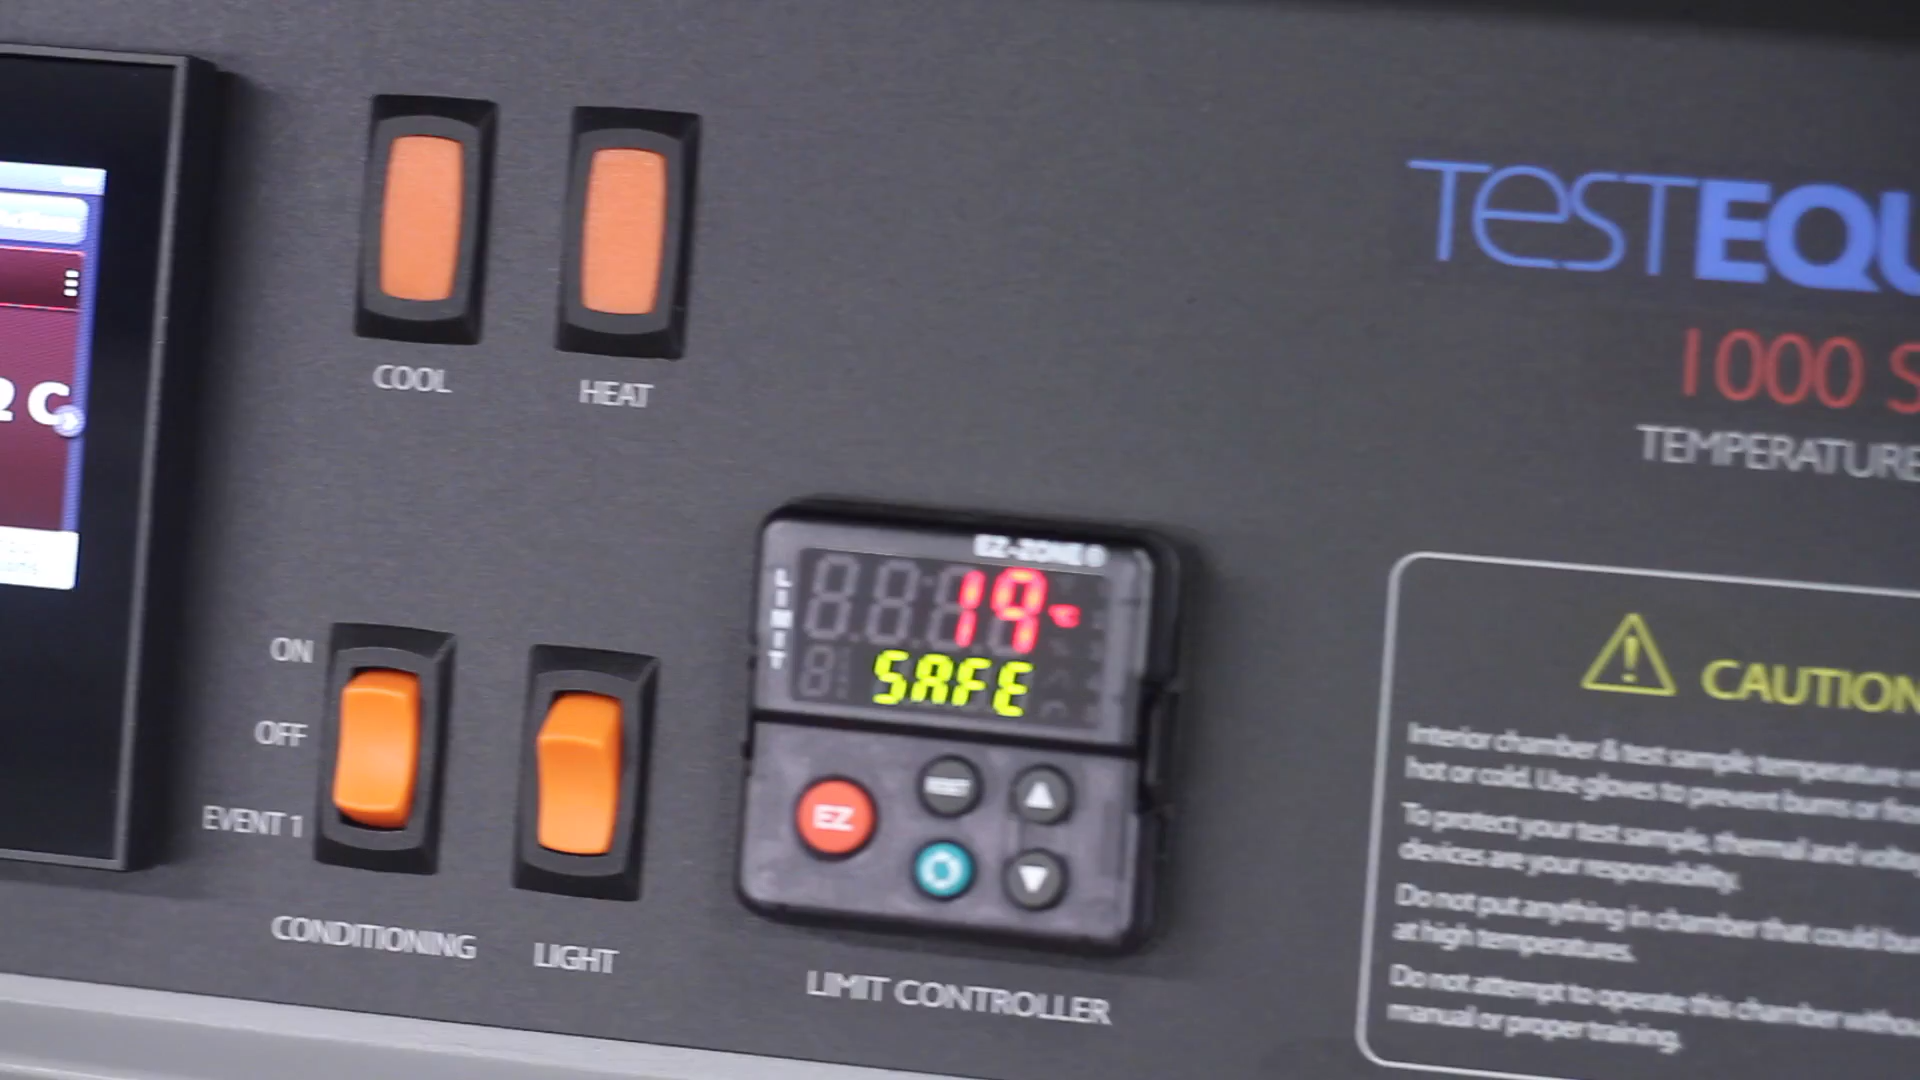 2 C
COOL
HEAT
ON
OFF
EVENT 1
CONDITIONING
LIGHT
EZ-ZONE®
LIMIT
19 °C
SAFE
RESET
EZ
LIMIT CONTROLLER
TESTEQU
1000 S
TEMPERATURE
CAUTION
Interior chamber & test sample temperature
hot or cold. Use gloves to prevent burns or
To protect your test sample, thermal and
devices are your responsibility.
Do not put anything in chamber that could
at high temperatures.
Do not attempt to operate this chamber
manual or proper training.